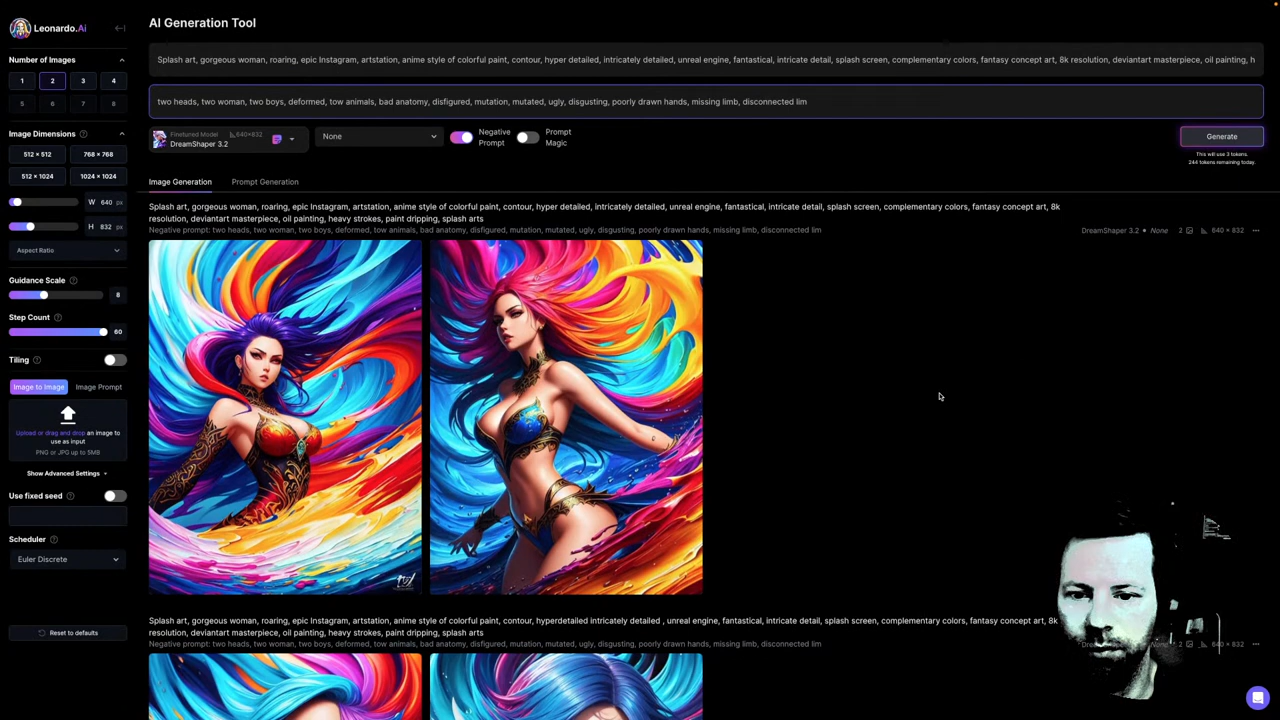 Leonardo.Ai
AI Generation Tool
Number of Images
1 2 3 4
5 6 7 8
Image Dimensions
512 × 512 768 × 768
512 × 1024 1024 × 1024
W 640 px
H 832 px
Aspect Ratio
Guidance Scale
8
Step Count
60
Tiling
Image to Image Image Prompt
Upload or drag and drop an image to
use as input
PNG or JPG up to 5MB
Show Advanced Settings
Use fixed seed
Scheduler
Euler Discrete
Reset to defaults
Splash art, gorgeous woman, roaring, epic Instagram, artstation, anime style of colorful paint, contour, hyper detailed, intricately detailed, unreal engine, fantastical, intricate detail, splash screen, complementary colors, fantasy concept art, 8k resolution, deviantart masterpiece, oil painting, h
two heads, two woman, two boys, deformed, tow animals, bad anatomy, disfigured, mutation, mutated, ugly, disgusting, poorly drawn hands, missing limb, disconnected lim
Finetuned Model 640×832
DreamShaper 3.2
None
Negative
Prompt
Prompt
Magic
Generate
This will use 3 tokens.
244 tokens remaining today.
Image Generation Prompt Generation
Splash art, gorgeous woman, roaring, epic Instagram, artstation, anime style of colorful paint, contour, hyper detailed, intricately detailed, unreal engine, fantastical, intricate detail, splash screen, complementary colors, fantasy concept art, 8k
resolution, deviantart masterpiece, oil painting, heavy strokes, paint dripping, splash arts
Negative prompt: two heads, two woman, two boys, deformed, tow animals, bad anatomy, disfigured, mutation, mutated, ugly, disgusting, poorly drawn hands, missing limb, disconnected lim
DreamShaper 3.2 None 2 640 × 832
Splash art, gorgeous woman, roaring, epic Instagram, artstation, anime style of colorful paint, contour, hyperdetailed intricately detailed , unreal engine, fantastical, intricate detail, splash screen, complementary colors, fantasy concept art, 8k
resolution, deviantart masterpiece, oil painting, heavy strokes, paint dripping, splash arts
Negative prompt: two heads, two woman, two boys, deformed, tow animals, bad anatomy, disfigured, mutation, mutated, ugly, disgusting, poorly drawn hands, missing limb, disconnected lim
None 2 640 × 832